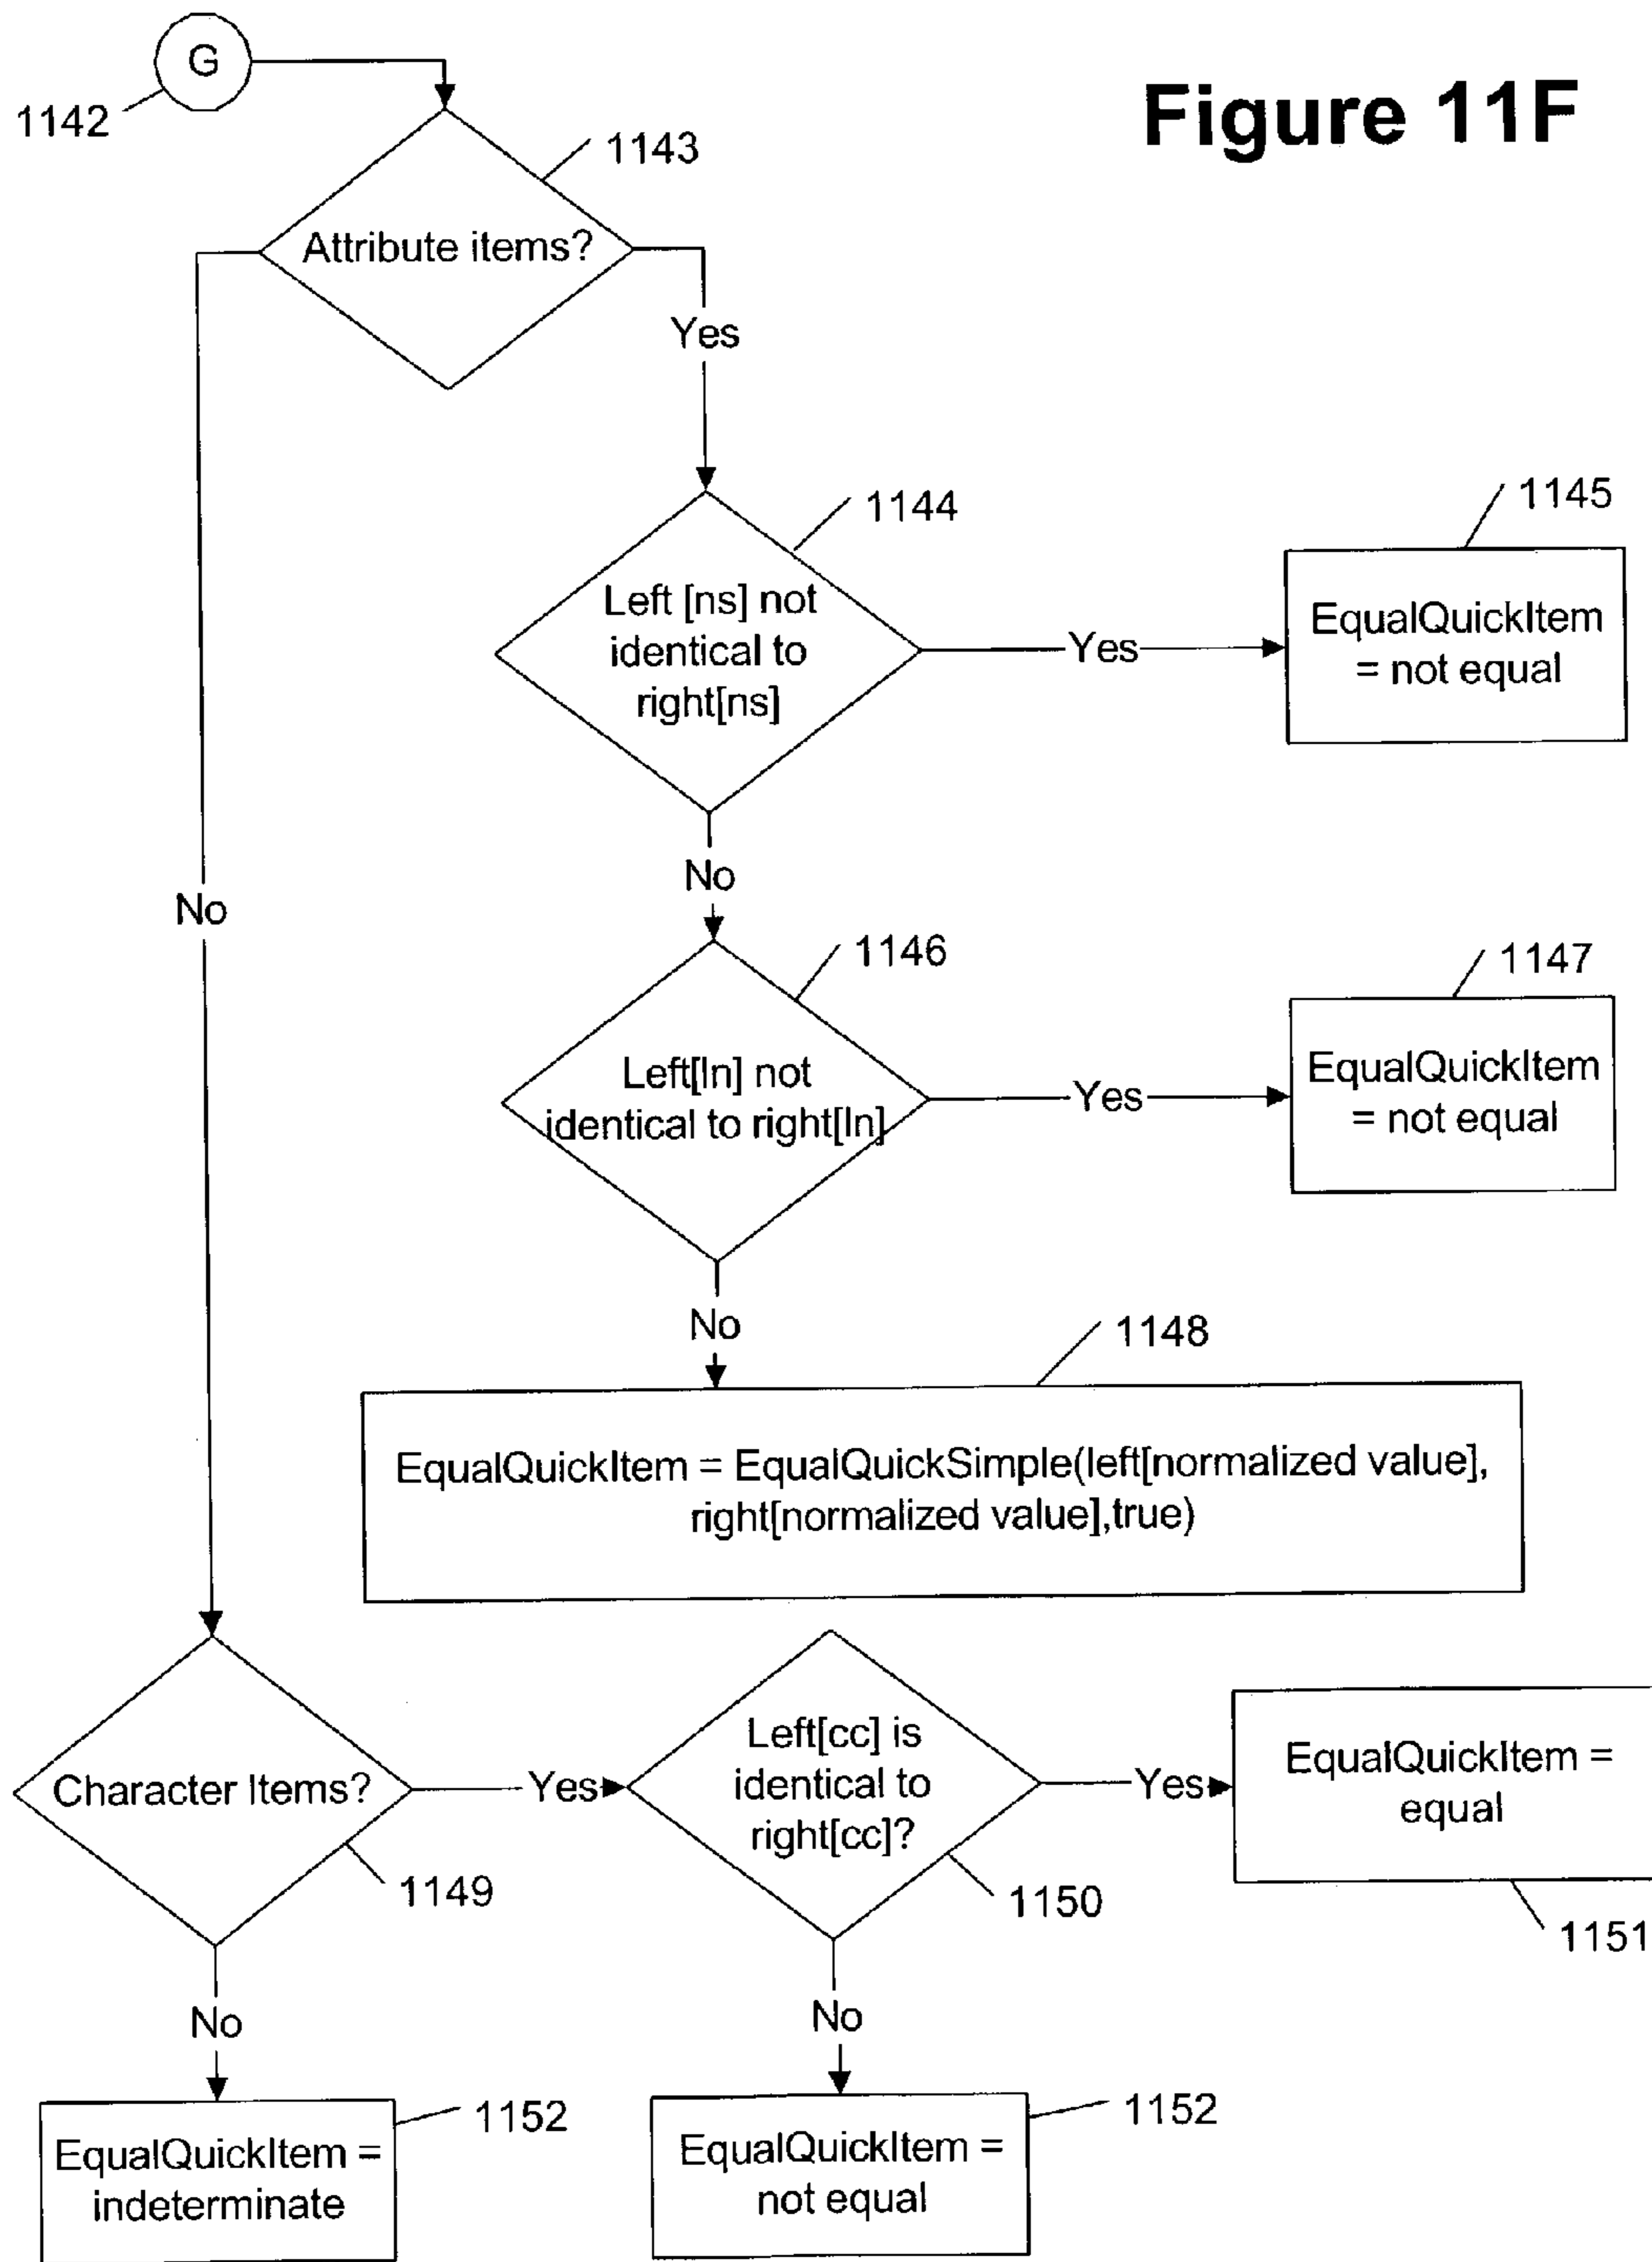 G
Figure 11F
1142
1143
Attribute items?
Yes
1144
1145
Left [ns] not
identical to
right[ns]
Yes
EqualQuickItem
= not equal
No
No
1146
1147
Left[ln] not
identical to right[ln]
Yes
EqualQuickItem
= not equal
No
1148
EqualQuickItem = EqualQuickSimple(left[normalized value],
right[normalized value],true)
Character Items?
Yes
Left[cc] is
identical to
right[cc]?
Yes
EqualQuickItem =
equal
1149
1150
1151
No
No
1152
1152
EqualQuickItem =
indeterminate
EqualQuickItem =
not equal